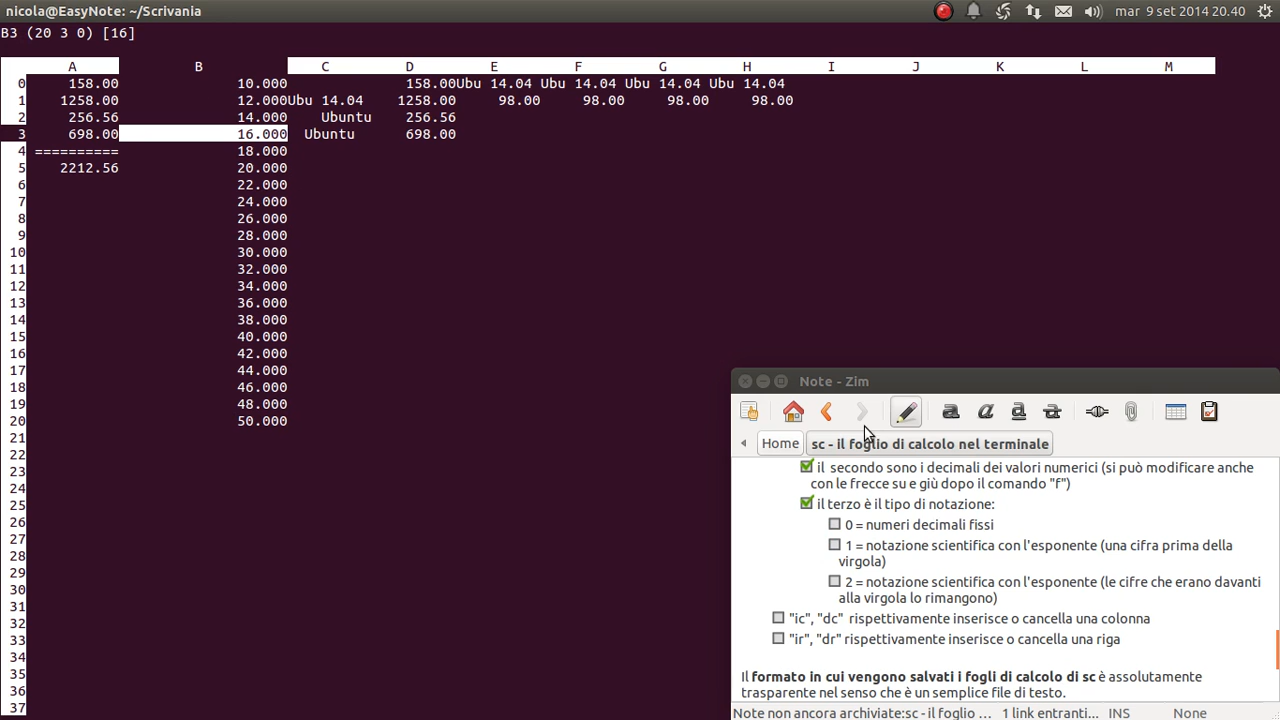 nicola@EasyNote: ~/Scrivania
mar 9 set 2014 20.40
B3 (20 3 0) [16]
A B C D E F G H I J K L M
0 158.00 10.000 158.00Ubu 14.04 Ubu 14.04 Ubu 14.04 Ubu 14.04
1 1258.00 12.000Ubu 14.04 1258.00 98.00 98.00 98.00 98.00
2 256.56 14.000 Ubuntu 256.56
3 698.00 16.000 Ubuntu 698.00
4 ========== 18.000
5 2212.56 20.000
6 22.000
7 24.000
8 26.000
9 28.000
10 30.000
11 32.000
12 34.000
13 36.000
14 38.000
15 40.000
16 42.000
17 44.000
18 46.000
19 48.000
20 50.000
21
22
23
24
25
26
27
28
29
30
31
32
33
34
35
36
37
Note - Zim
Home sc - il foglio di calcolo nel terminale
il secondo sono i decimali dei valori numerici (si può modificare anche
con le frecce su e giù dopo il comando "f")
il terzo è il tipo di notazione:
0 = numeri decimali fissi
1 = notazione scientifica con l'esponente (una cifra prima della
virgola)
2 = notazione scientifica con l'esponente (le cifre che erano davanti
alla virgola lo rimangono)
"ic", "dc" rispettivamente inserisce o cancella una colonna
"ir", "dr" rispettivamente inserisce o cancella una riga
Il formato in cui vengono salvati i fogli di calcolo di sc è assolutamente
trasparente nel senso che è un semplice file di testo.
Note non ancora archiviate:sc - il foglio ... 1 link entranti... INS None